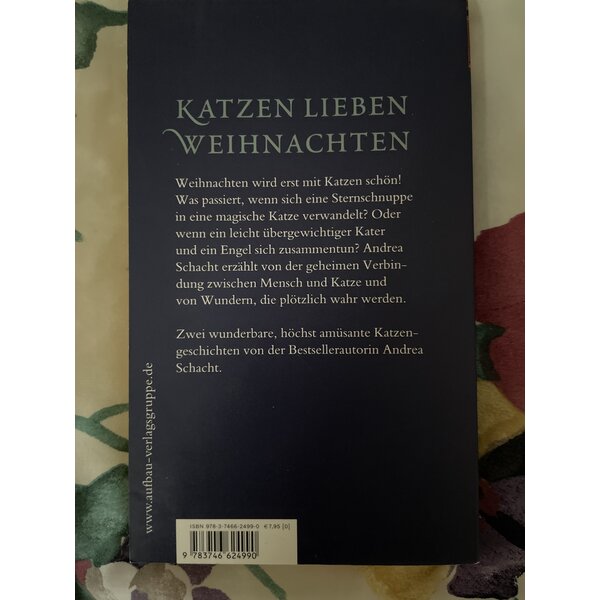 KATZEN LIEBEN
WEIHNACHTEN
Weihnachten wird erst mit Katzen schön!
Was passiert, wenn sich eine Sternschnuppe
in eine magische Katze verwandelt? Oder
wenn ein leicht übergewichtiger Kater
und ein Engel sich zusammentun? Andrea
Schacht erzählt von der geheimen Verbin-
dung zwischen Mensch und Katze und
von Wundern, die plötzlich wahr werden.
Zwei wunderbare, höchst amüsante Katzen-
geschichten von der Bestsellerautorin Andrea
Schacht.
www.aufbau-verlagsgruppe.de
ISBN 978-3-7466-2499-0 €7,95 [D]
9 783746 624990